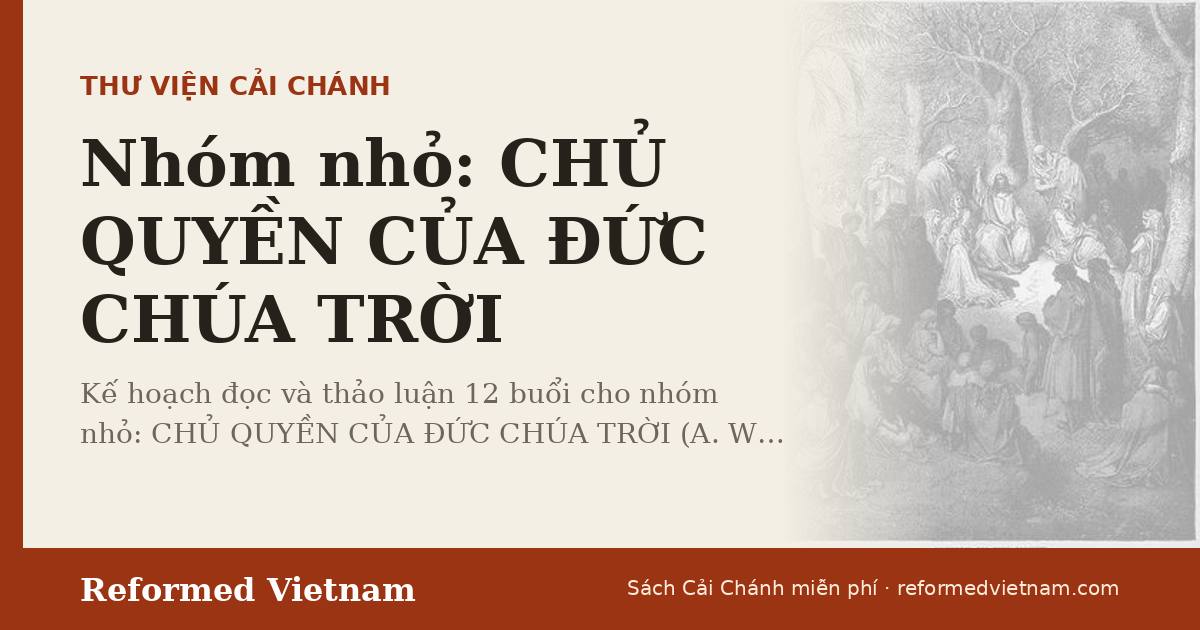 THƯ VIỆN CẢI CHÁNH
Nhóm nhỏ: CHỦ
QUYỀN CỦA ĐỨC
CHÚA TRỜI
Kế hoạch đọc và thảo luận 12 buổi cho nhóm
nhỏ: CHỦ QUYỀN CỦA ĐỨC CHÚA TRỜI (A. W...
Reformed Vietnam
Sách Cải Chánh miễn phí · reformedvietnam.com